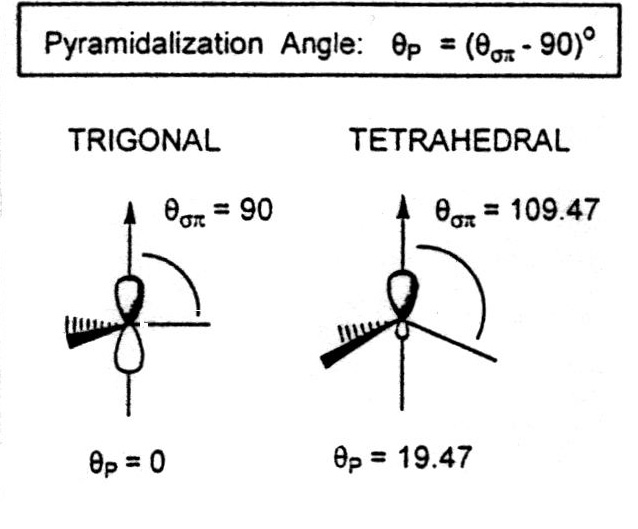 Pyramidalization Angle: θP = (θσπ - 90)°
TRIGONAL TETRAHEDRAL
θσπ = 90 θσπ = 109.47
θP = 0 θP = 19.47